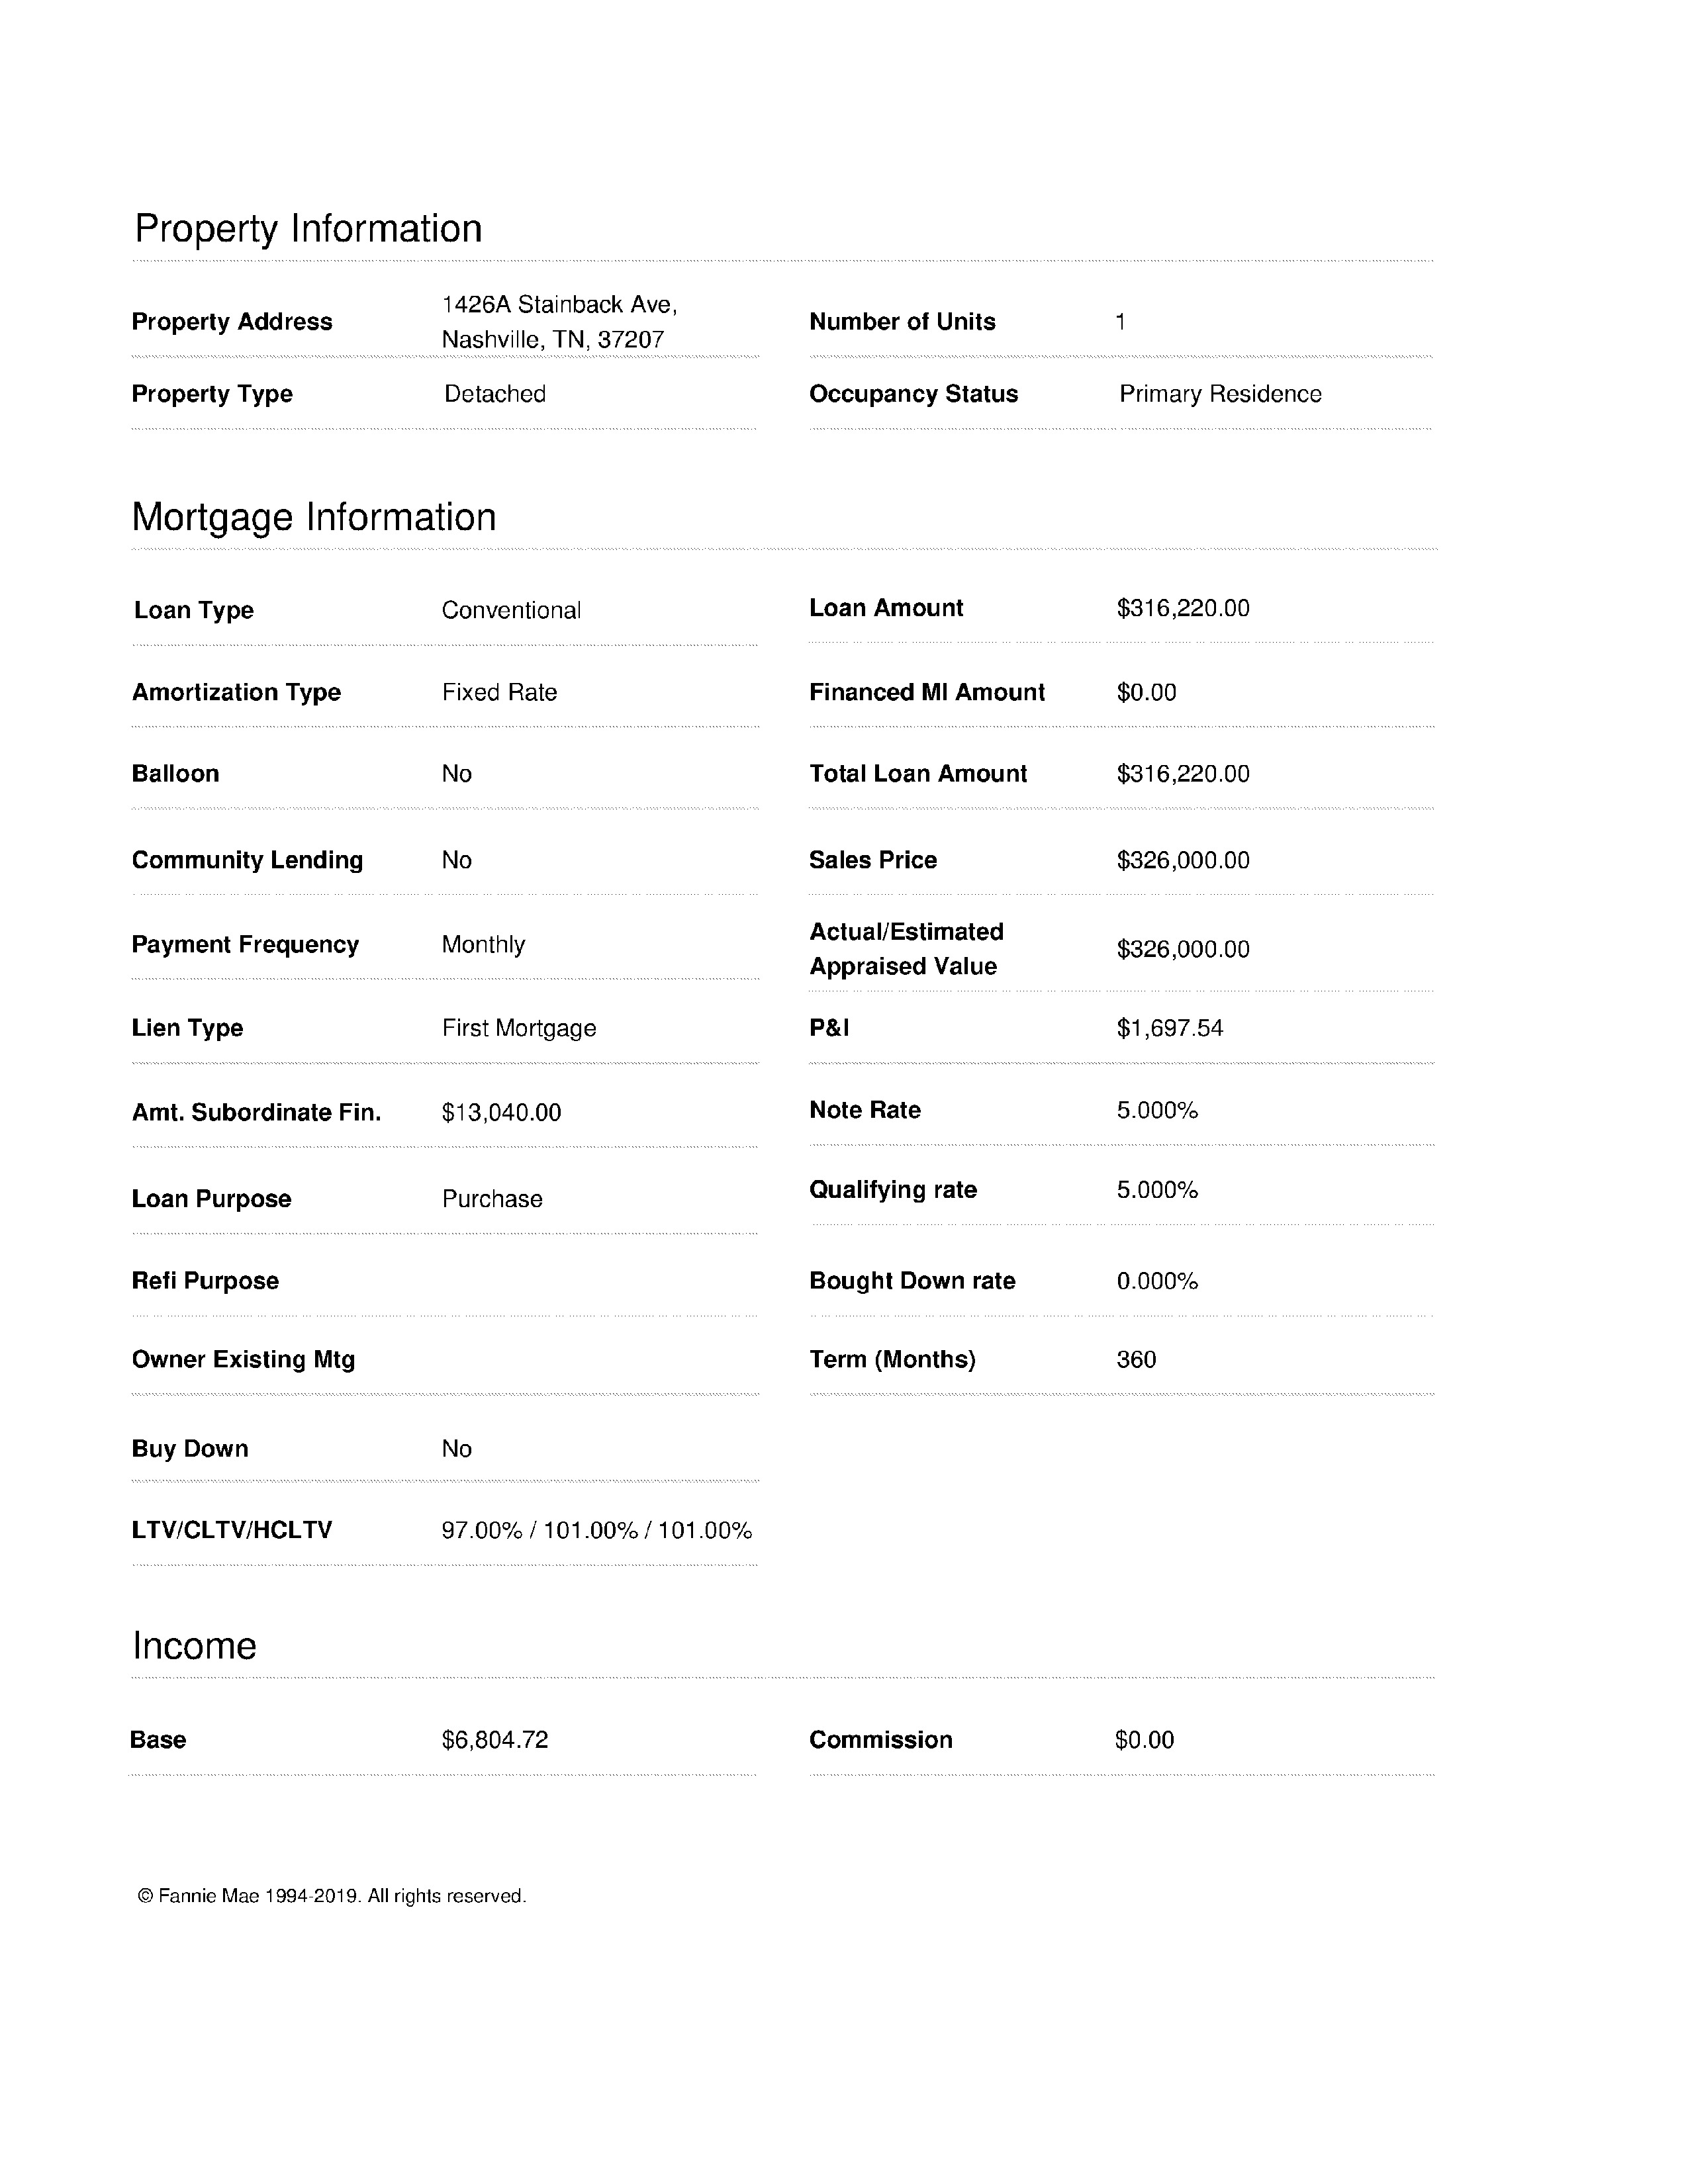 Property Information
Property Address 1426A Stainback Ave,
Nashville, TN, 37207 Number of Units 1
Property Type Detached Occupancy Status Primary Residence
Mortgage Information
Loan Type Conventional Loan Amount $316,220.00
Amortization Type Fixed Rate Financed MI Amount $0.00
Balloon No Total Loan Amount $316,220.00
Community Lending No Sales Price $326,000.00
Payment Frequency Monthly Actual/Estimated
Appraised Value $326,000.00
Lien Type First Mortgage P&I $1,697.54
Amt. Subordinate Fin. $13,040.00 Note Rate 5.000%
Loan Purpose Purchase Qualifying rate 5.000%
Refi Purpose Bought Down rate 0.000%
Owner Existing Mtg Term (Months) 360
Buy Down No
LTV/CLTV/HCLTV 97.00% / 101.00% / 101.00%
Income
Base $6,804.72 Commission $0.00
© Fannie Mae 1994-2019. All rights reserved.